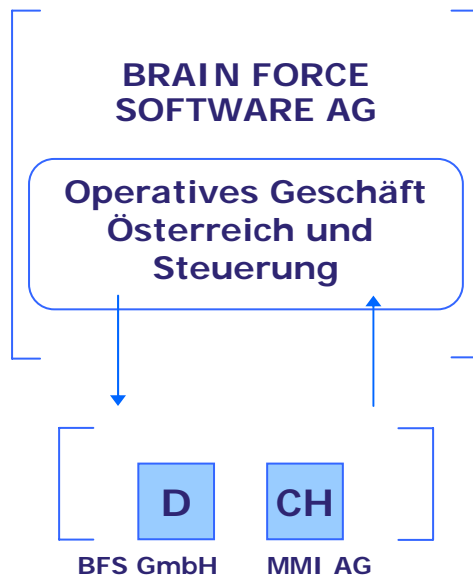 BRAIN FORCE
SOFTWARE AG
Operatives Geschäft
Österreich und
Steuerung
D CH
BFS GmbH MMI AG